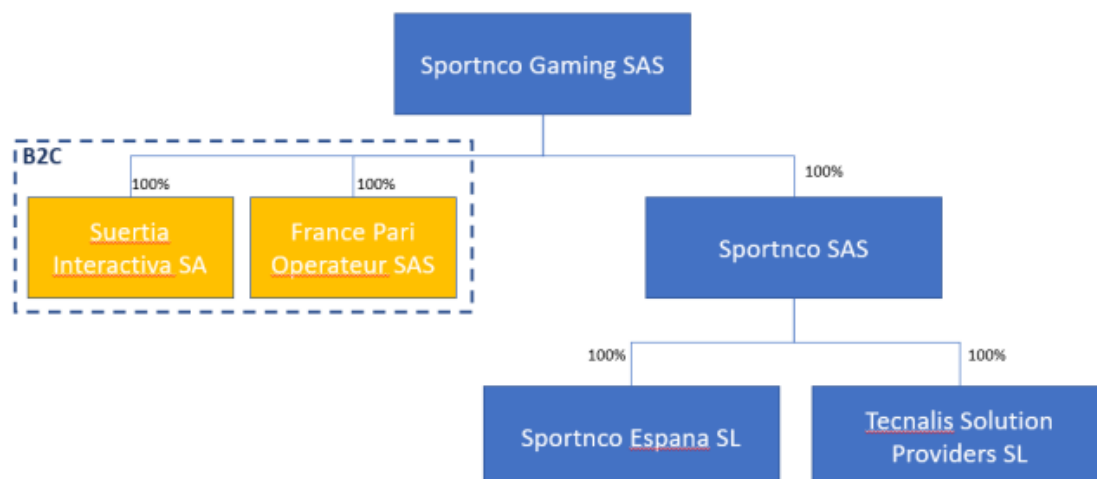 Sportnco Gaming SAS
B2C
100%
100%
100%
Suertia
Interactiva SA
France Pari
Operateur SAS
Sportnco SAS
100%
100%
Sportnco Espana SL
Tecnalis Solution
Providers SL